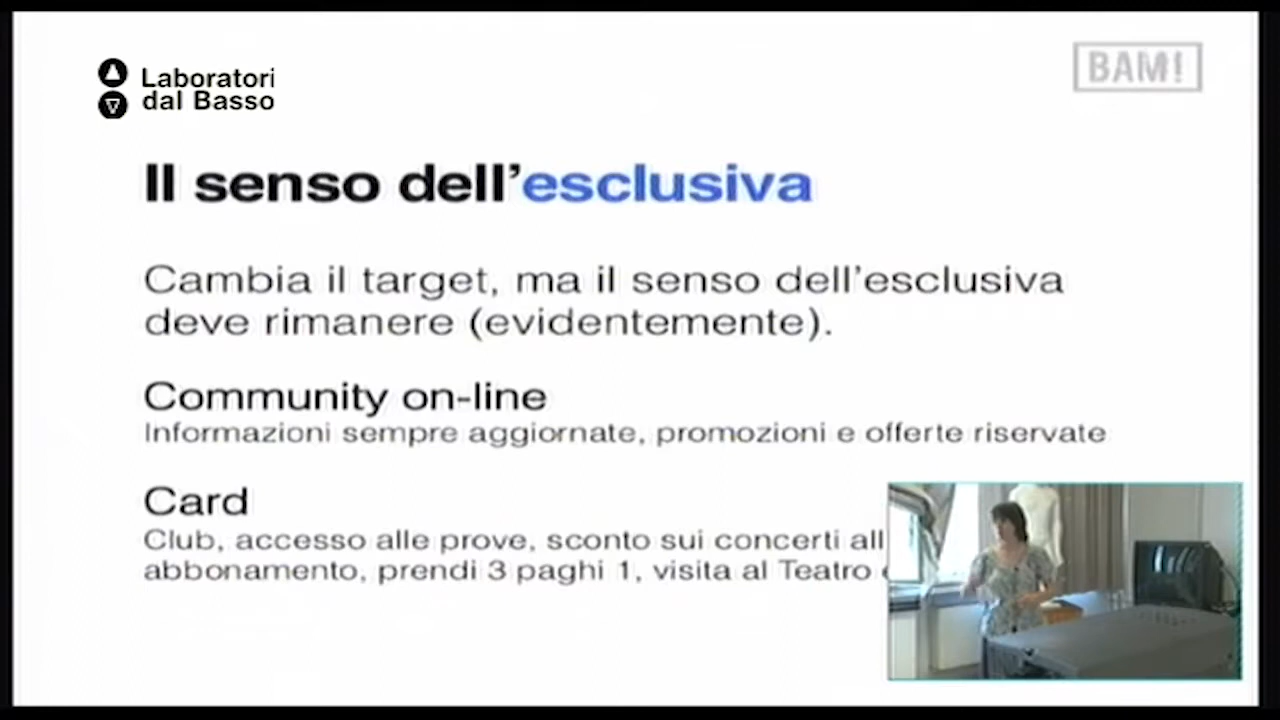 Laboratori
dal Basso
BAM!
Il senso dell'esclusiva
Cambia il target, ma il senso dell'esclusiva
deve rimanere (evidentemente).
Community on-line
Informazioni sempre aggiornate, promozioni e offerte riservate
Card
Club, accesso alle prove, sconto sui concerti
abbonamento, prendi 3 paghi 1, visita al Teatro